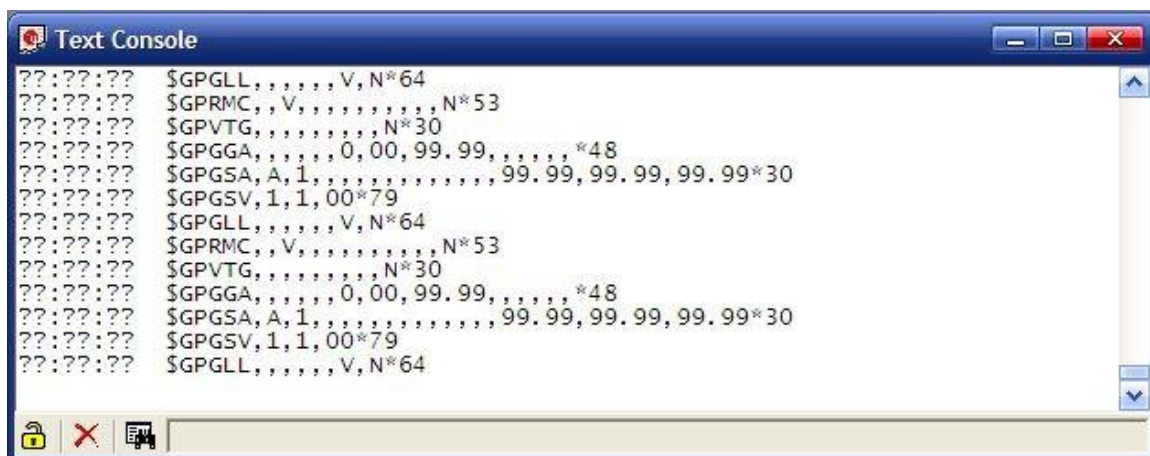 Text Console
??:??:?? $GPGLL,,,,,,V,N*64
??:??:?? $GPRMC,,V,,,,,,,,,,N*53
??:??:?? $GPVTG,,,,,,,,,N*30
??:??:?? $GPGGA,,,,,,0,00,99.99,,,,,,*48
??:??:?? $GPGSA,A,1,,,,,,,,,,,,,99.99,99.99,99.99*30
??:??:?? $GPGSV,1,1,00*79
??:??:?? $GPGLL,,,,,,V,N*64
??:??:?? $GPRMC,,V,,,,,,,,,,N*53
??:??:?? $GPVTG,,,,,,,,,N*30
??:??:?? $GPGGA,,,,,,0,00,99.99,,,,,,*48
??:??:?? $GPGSA,A,1,,,,,,,,,,,,,99.99,99.99,99.99*30
??:??:?? $GPGSV,1,1,00*79
??:??:?? $GPGLL,,,,,,V,N*64